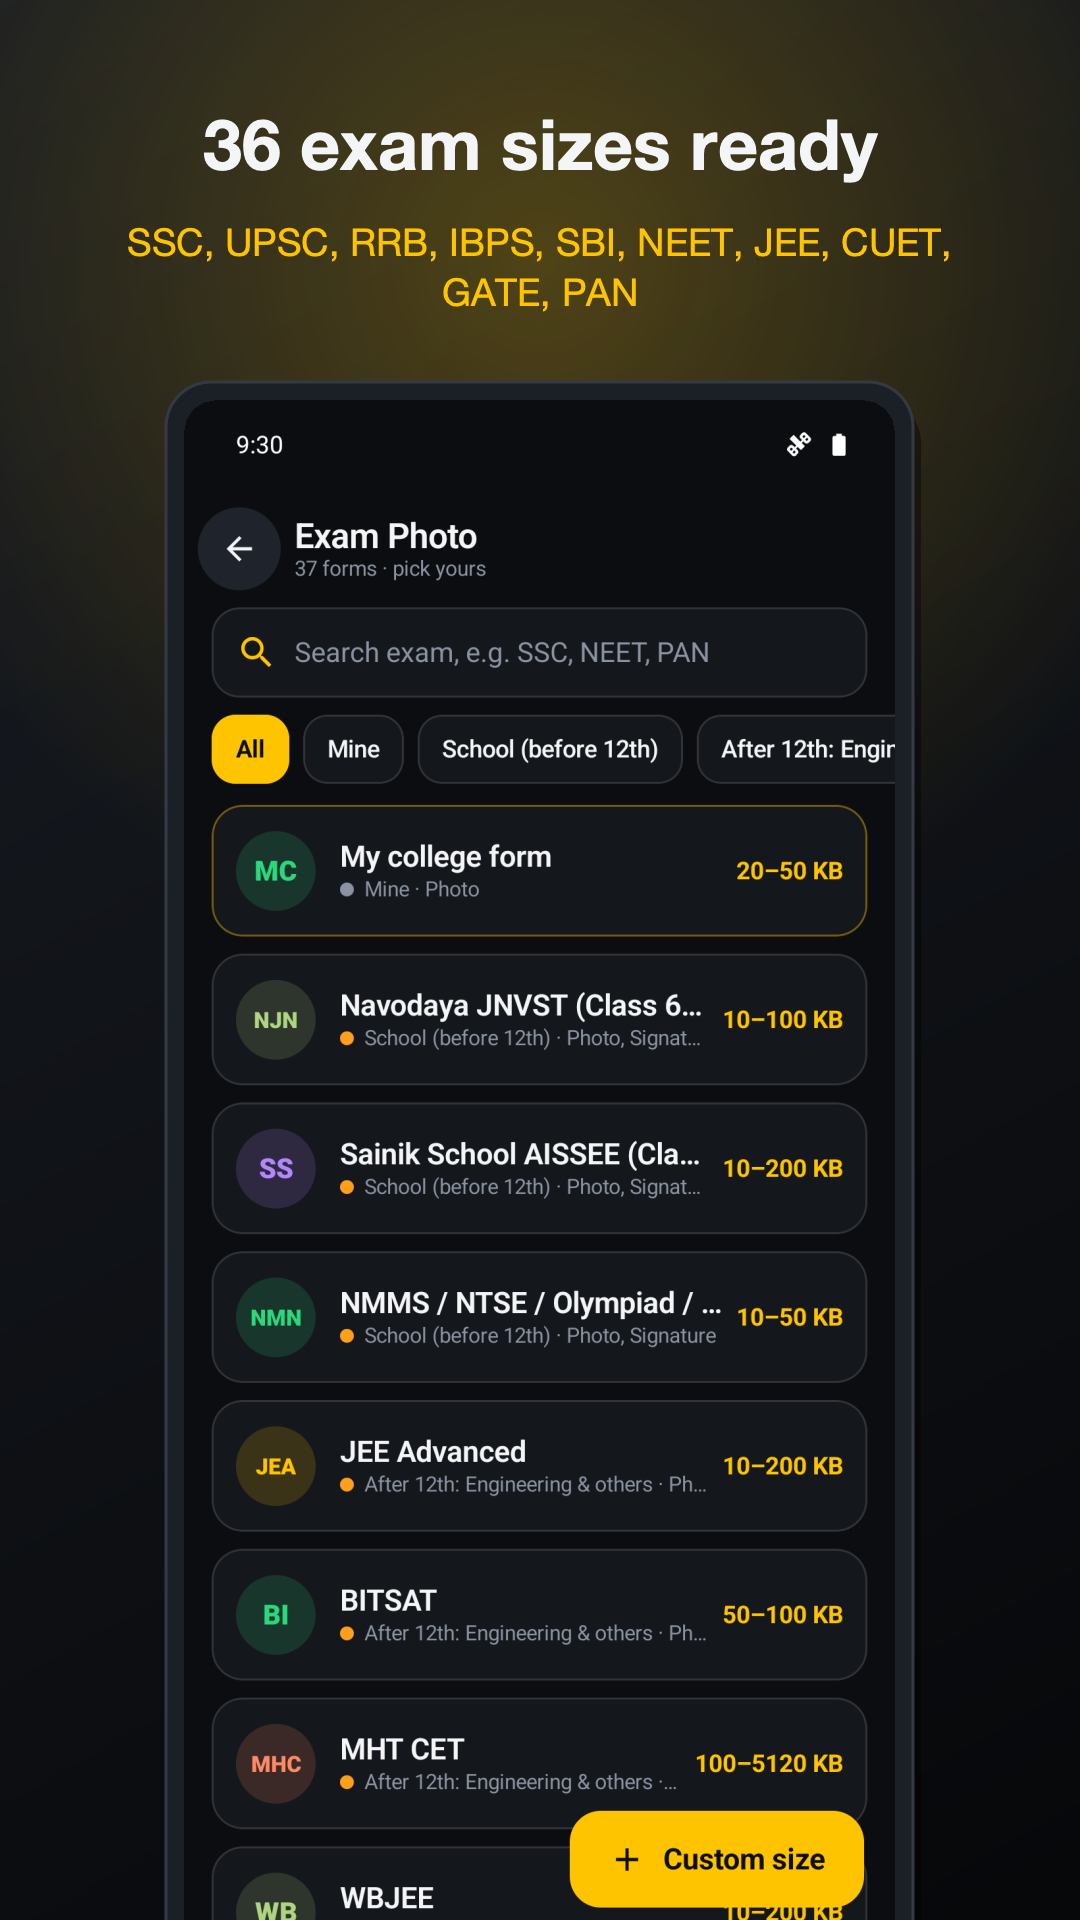 36 exam sizes ready
SSC, UPSC, RRB, IBPS, SBI, NEET, JEE, CUET,
GATE, PAN
9:30
Exam Photo
37 forms · pick yours
Search exam, e.g. SSC, NEET, PAN
All
Mine
School (before 12th)
After 12th: Engin
MC
My college form
Mine · Photo
20–50 KB
NJN
Navodaya JNVST (Class 6...
School (before 12th) · Photo, Signat...
10–100 KB
SS
Sainik School AISSEE (Cla...
School (before 12th) · Photo, Signat...
10–200 KB
NMN
NMMS / NTSE / Olympiad / ...
School (before 12th) · Photo, Signature
10–50 KB
JEA
JEE Advanced
After 12th: Engineering & others · Ph...
10–200 KB
BI
BITSAT
After 12th: Engineering & others · Ph...
50–100 KB
MHC
MHT CET
After 12th: Engineering & others ·...
100–5120 KB
Custom size
WB
WBJEE
10–200 KB